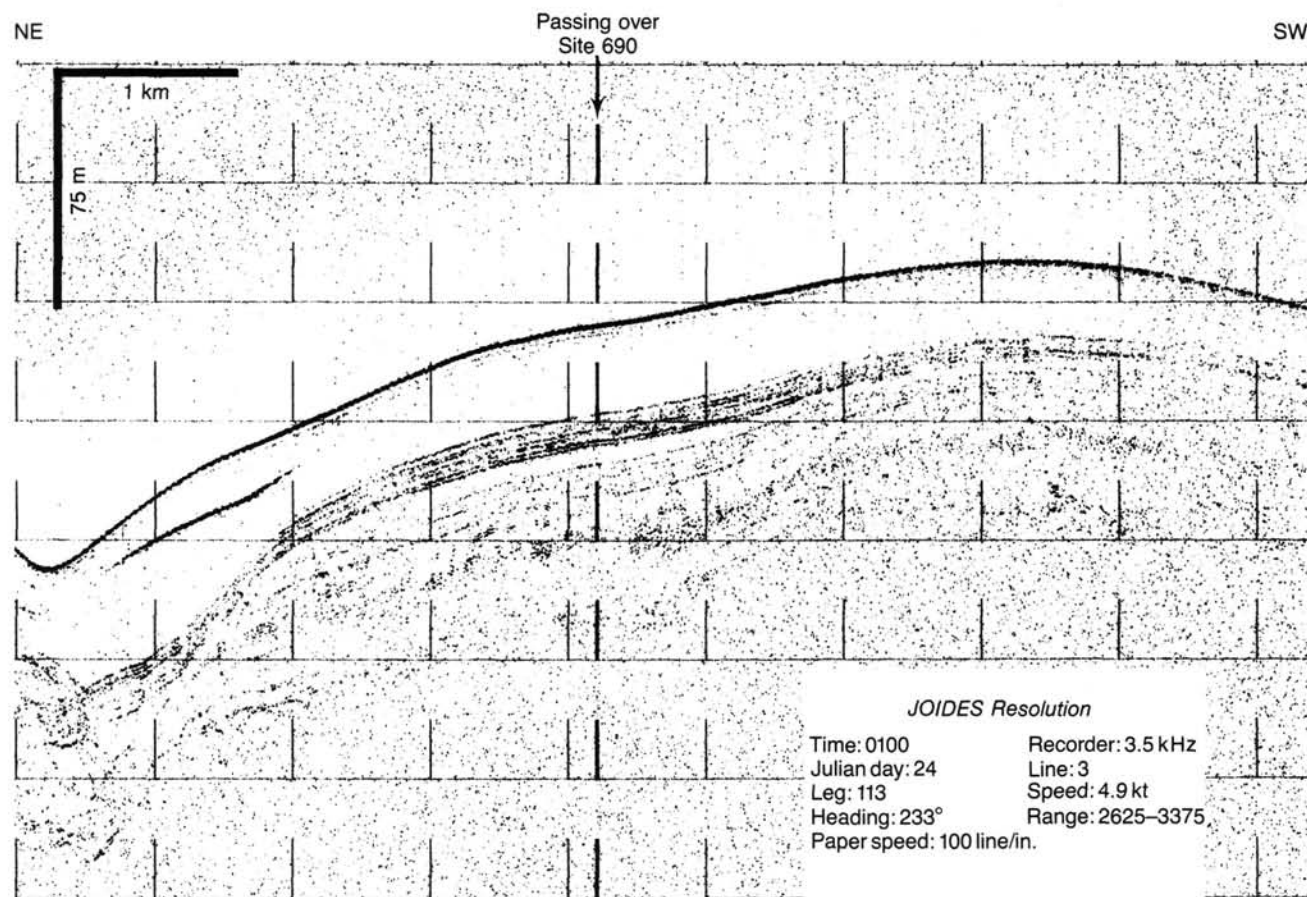 NE
Passing over
Site 690
SW
1 km
75 m
JOIDES Resolution
Time: 0100
Recorder: 3.5 kHz
Julian day: 24
Line: 3
Leg: 113
Speed: 4.9 kt
Heading: 233°
Range: 2625–3375
Paper speed: 100 line/in.